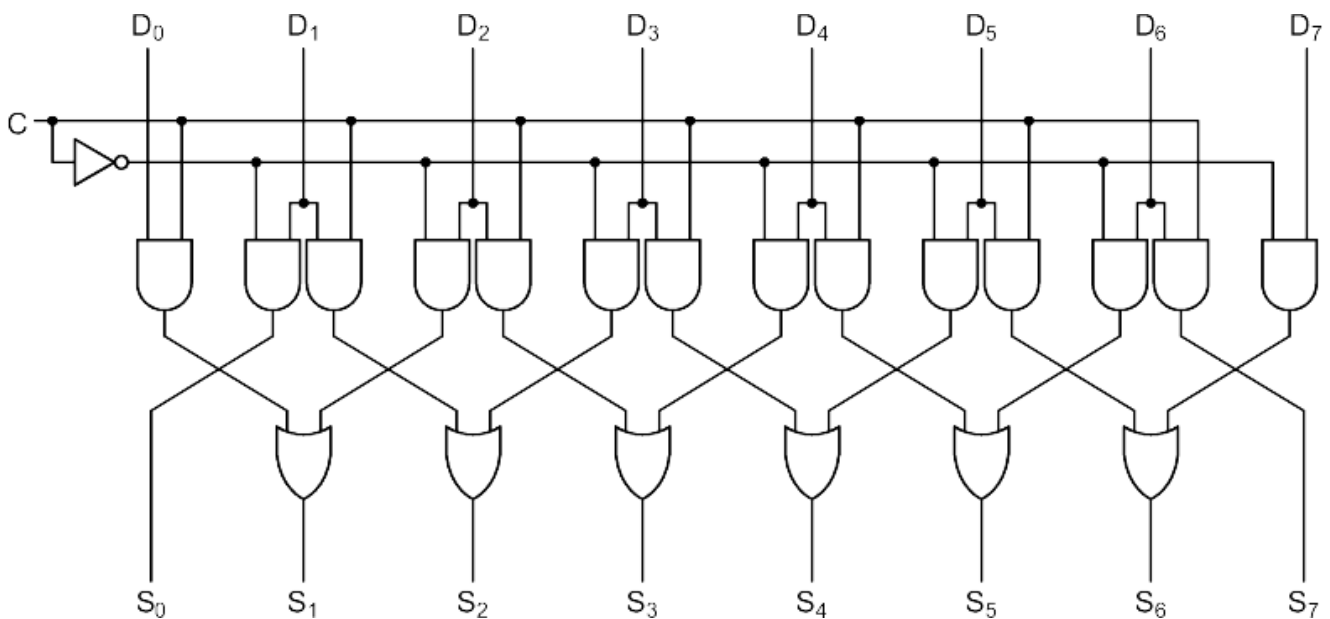 D₀ D₁ D₂ D₃ D₄ D₅ D₆ D₇
C
S₀ S₁ S₂ S₃ S₄ S₅ S₆ S₇